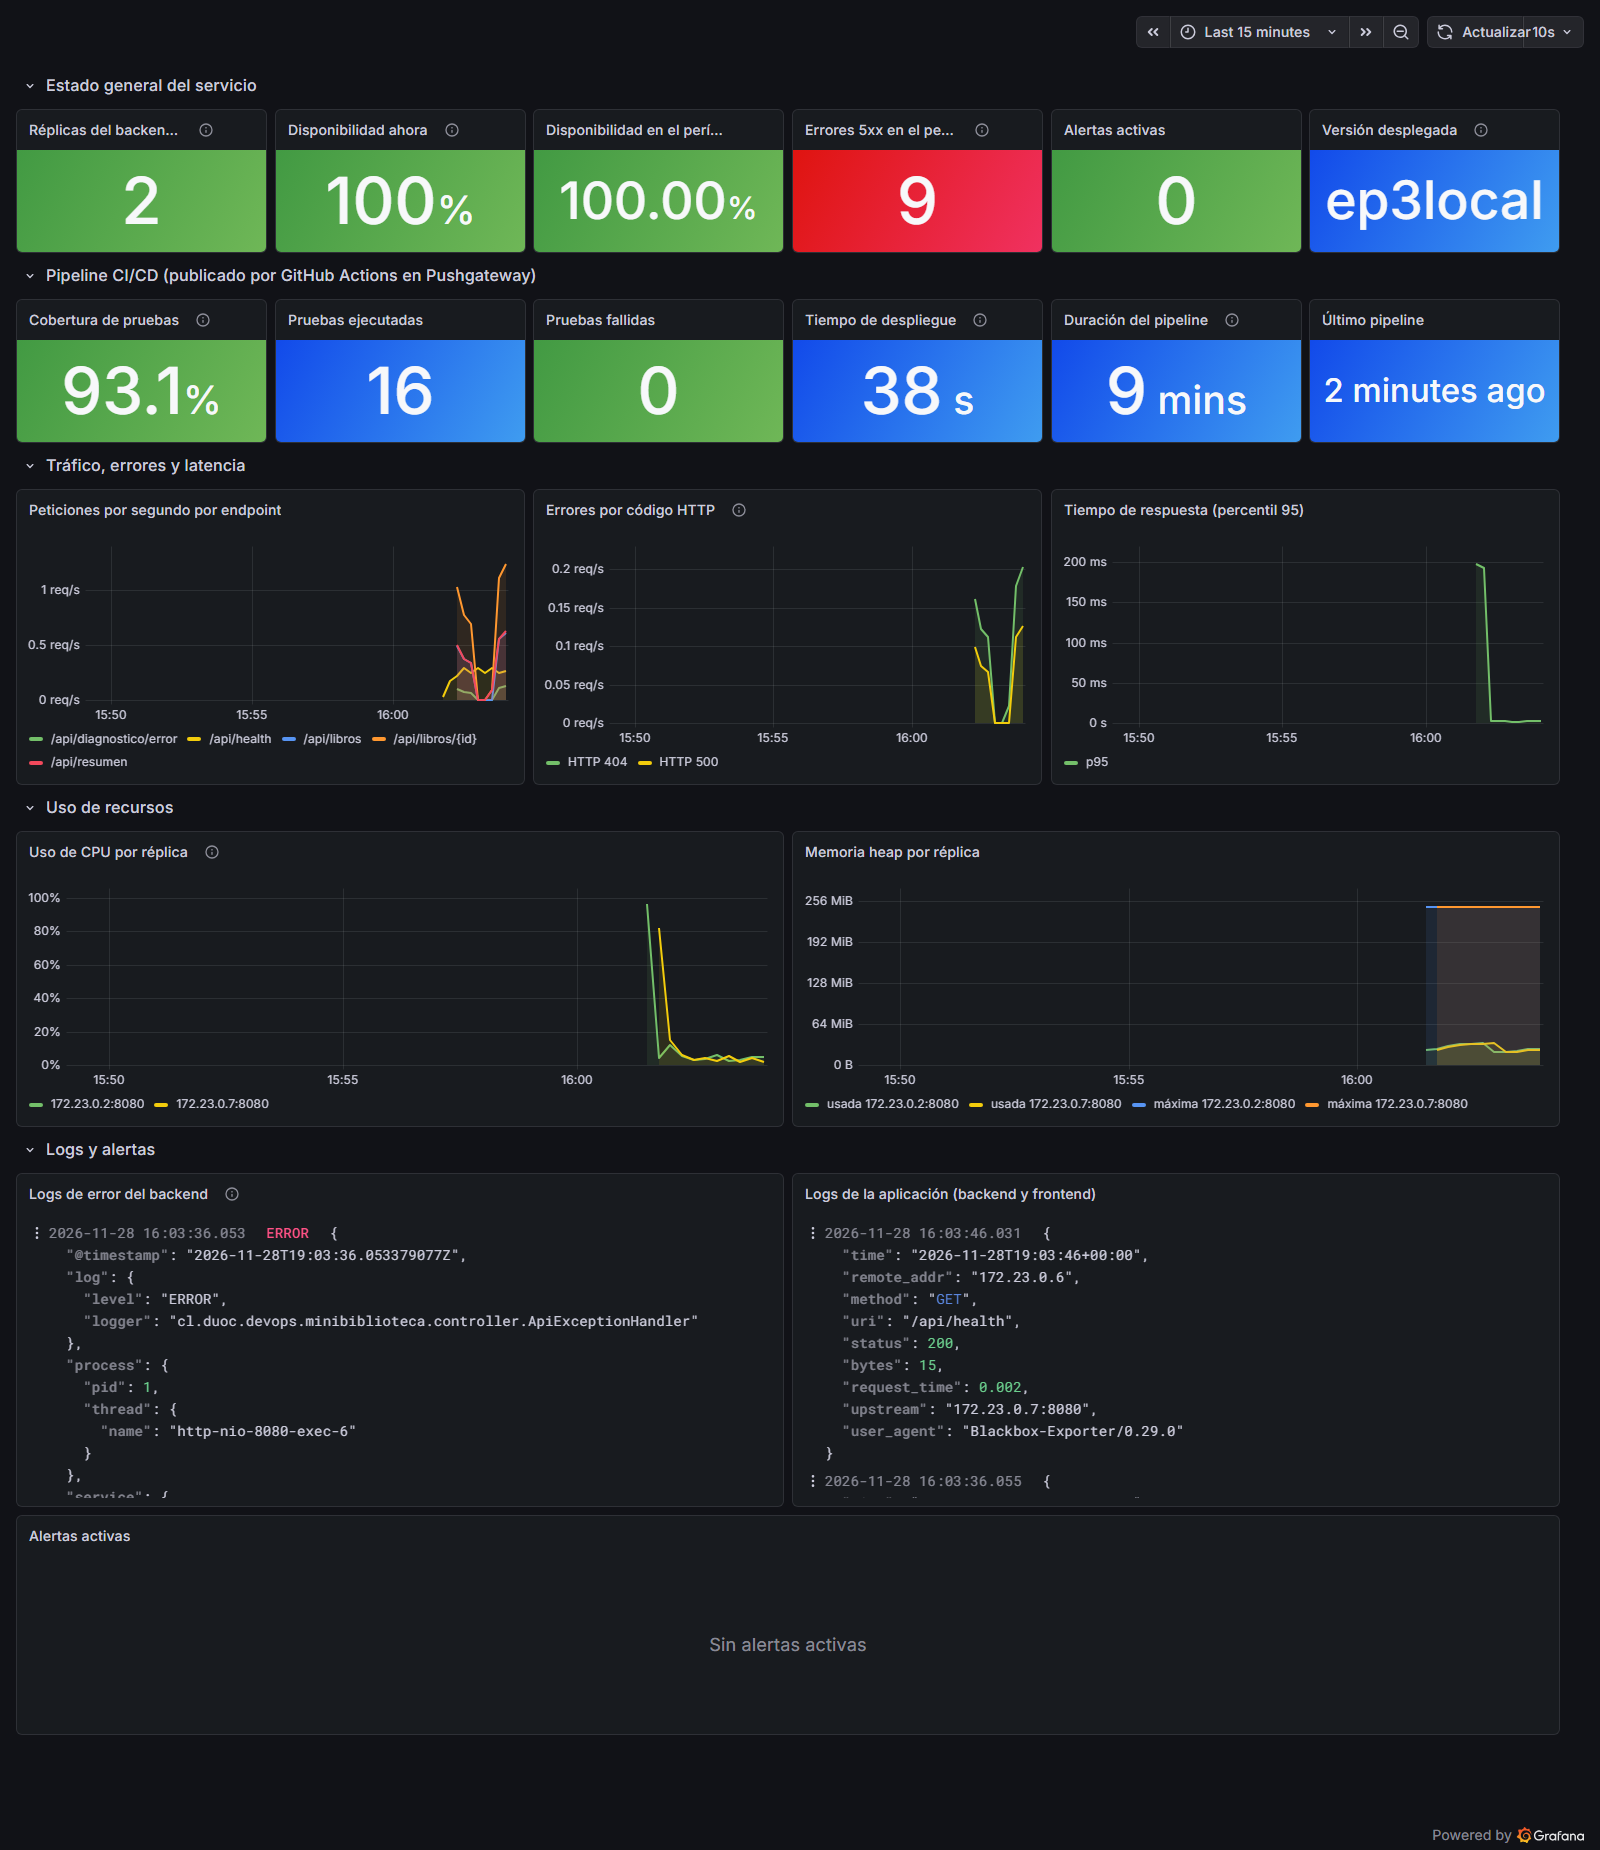 Last 15 minutes
Actualizar 10s
Estado general del servicio
Réplicas del backen...
Disponibilidad ahora
Disponibilidad en el perí...
Errores 5xx en el pe...
Alertas activas
Versión desplegada
2
100%
100.00%
9
0
ep3local
Pipeline CI/CD (publicado por GitHub Actions en Pushgateway)
Cobertura de pruebas
Pruebas ejecutadas
Pruebas fallidas
Tiempo de despliegue
Duración del pipeline
Último pipeline
93.1%
16
0
38 s
9 mins
2 minutes ago
Tráfico, errores y latencia
Peticiones por segundo por endpoint
1 req/s
0.5 req/s
0 req/s
15:50 15:55 16:00
/api/diagnostico/error /api/health /api/libros /api/libros/{id}
/api/resumen
Errores por código HTTP
0.2 req/s
0.15 req/s
0.1 req/s
0.05 req/s
0 req/s
15:50 15:55 16:00
HTTP 404 HTTP 500
Tiempo de respuesta (percentil 95)
200 ms
150 ms
100 ms
50 ms
0 s
15:50 15:55 16:00
p95
Uso de recursos
Uso de CPU por réplica
100%
80%
60%
40%
20%
0%
15:50 15:55 16:00
172.23.0.2:8080 172.23.0.7:8080
Memoria heap por réplica
256 MiB
192 MiB
128 MiB
64 MiB
0 B
15:50 15:55 16:00
usada 172.23.0.2:8080 usada 172.23.0.7:8080 máxima 172.23.0.2:8080 máxima 172.23.0.7:8080
Logs y alertas
Logs de error del backend
2026-11-28 16:03:36.053 ERROR {
"@timestamp": "2026-11-28T19:03:36.053379077Z",
"log": {
"level": "ERROR",
"logger": "cl.duoc.devops.minibiblioteca.controller.ApiExceptionHandler"
},
"process": {
"pid": 1,
"thread": {
"name": "http-nio-8080-exec-6"
}
},
"service": {
Logs de la aplicación (backend y frontend)
2026-11-28 16:03:46.031 {
"time": "2026-11-28T19:03:46+00:00",
"remote_addr": "172.23.0.6",
"method": "GET",
"uri": "/api/health",
"status": 200,
"bytes": 15,
"request_time": 0.002,
"upstream": "172.23.0.7:8080",
"user_agent": "Blackbox-Exporter/0.29.0"
}
2026-11-28 16:03:36.055 {
Alertas activas
Sin alertas activas
Powered by Grafana